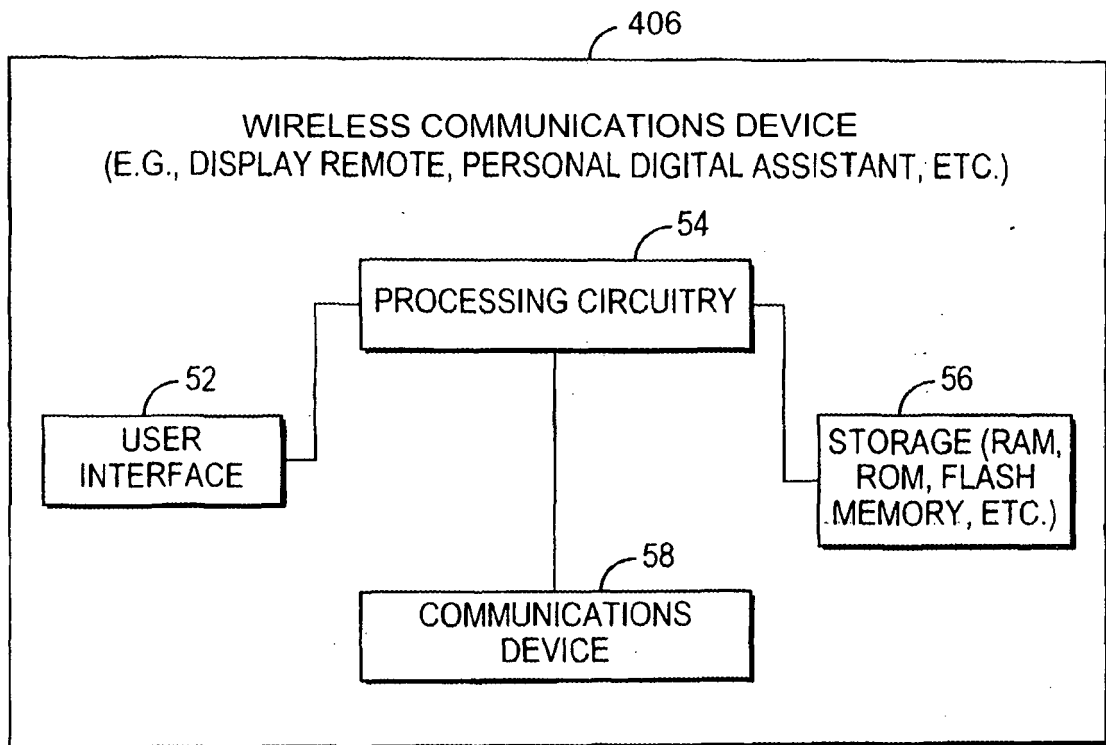 406
WIRELESS COMMUNICATIONS DEVICE
(E.G., DISPLAY REMOTE, PERSONAL DIGITAL ASSISTANT, ETC.)
54
PROCESSING CIRCUITRY
52
USER
INTERFACE
56
STORAGE (RAM,
ROM, FLASH
MEMORY, ETC.)
58
COMMUNICATIONS
DEVICE